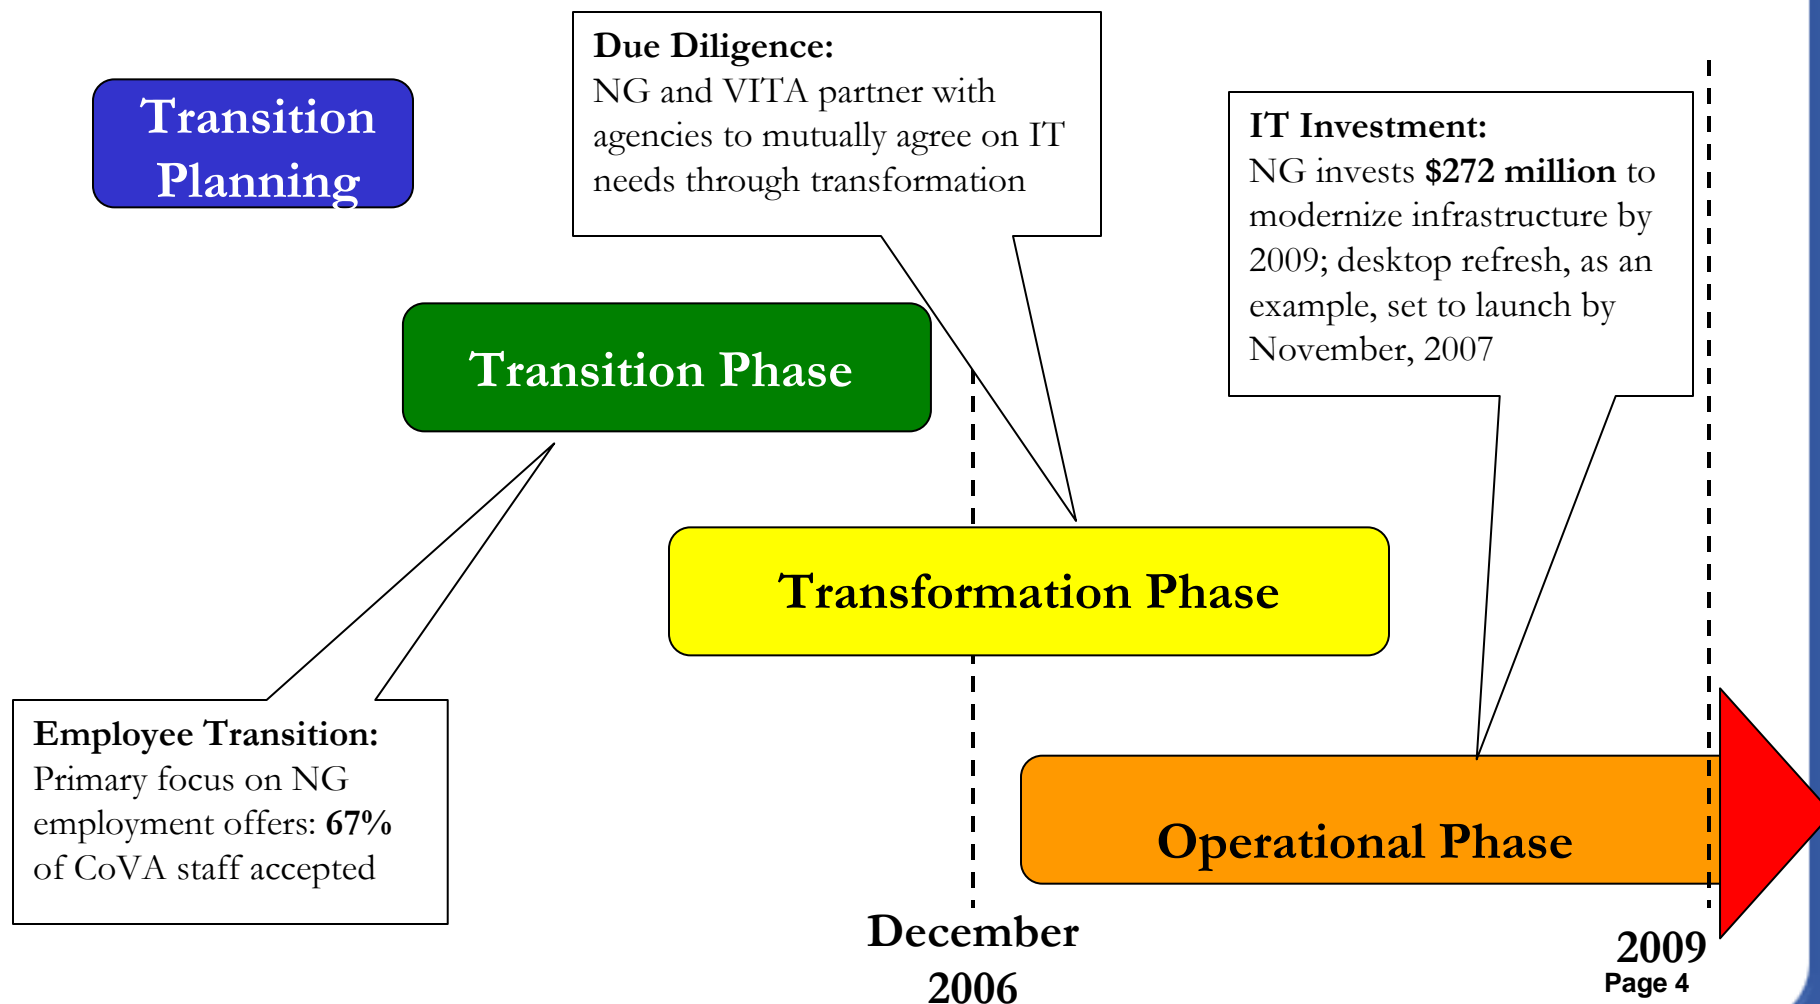 Transition
Planning
Due Diligence:
NG and VITA partner with
agencies to mutually agree on IT
needs through transformation
IT Investment:
NG invests $272 million to
modernize infrastructure by
2009; desktop refresh, as an
example, set to launch by
November, 2007
Transition Phase
Transformation Phase
Employee Transition:
Primary focus on NG
employment offers: 67%
of CoVA staff accepted
Operational Phase
December
2006
2009
Page 4